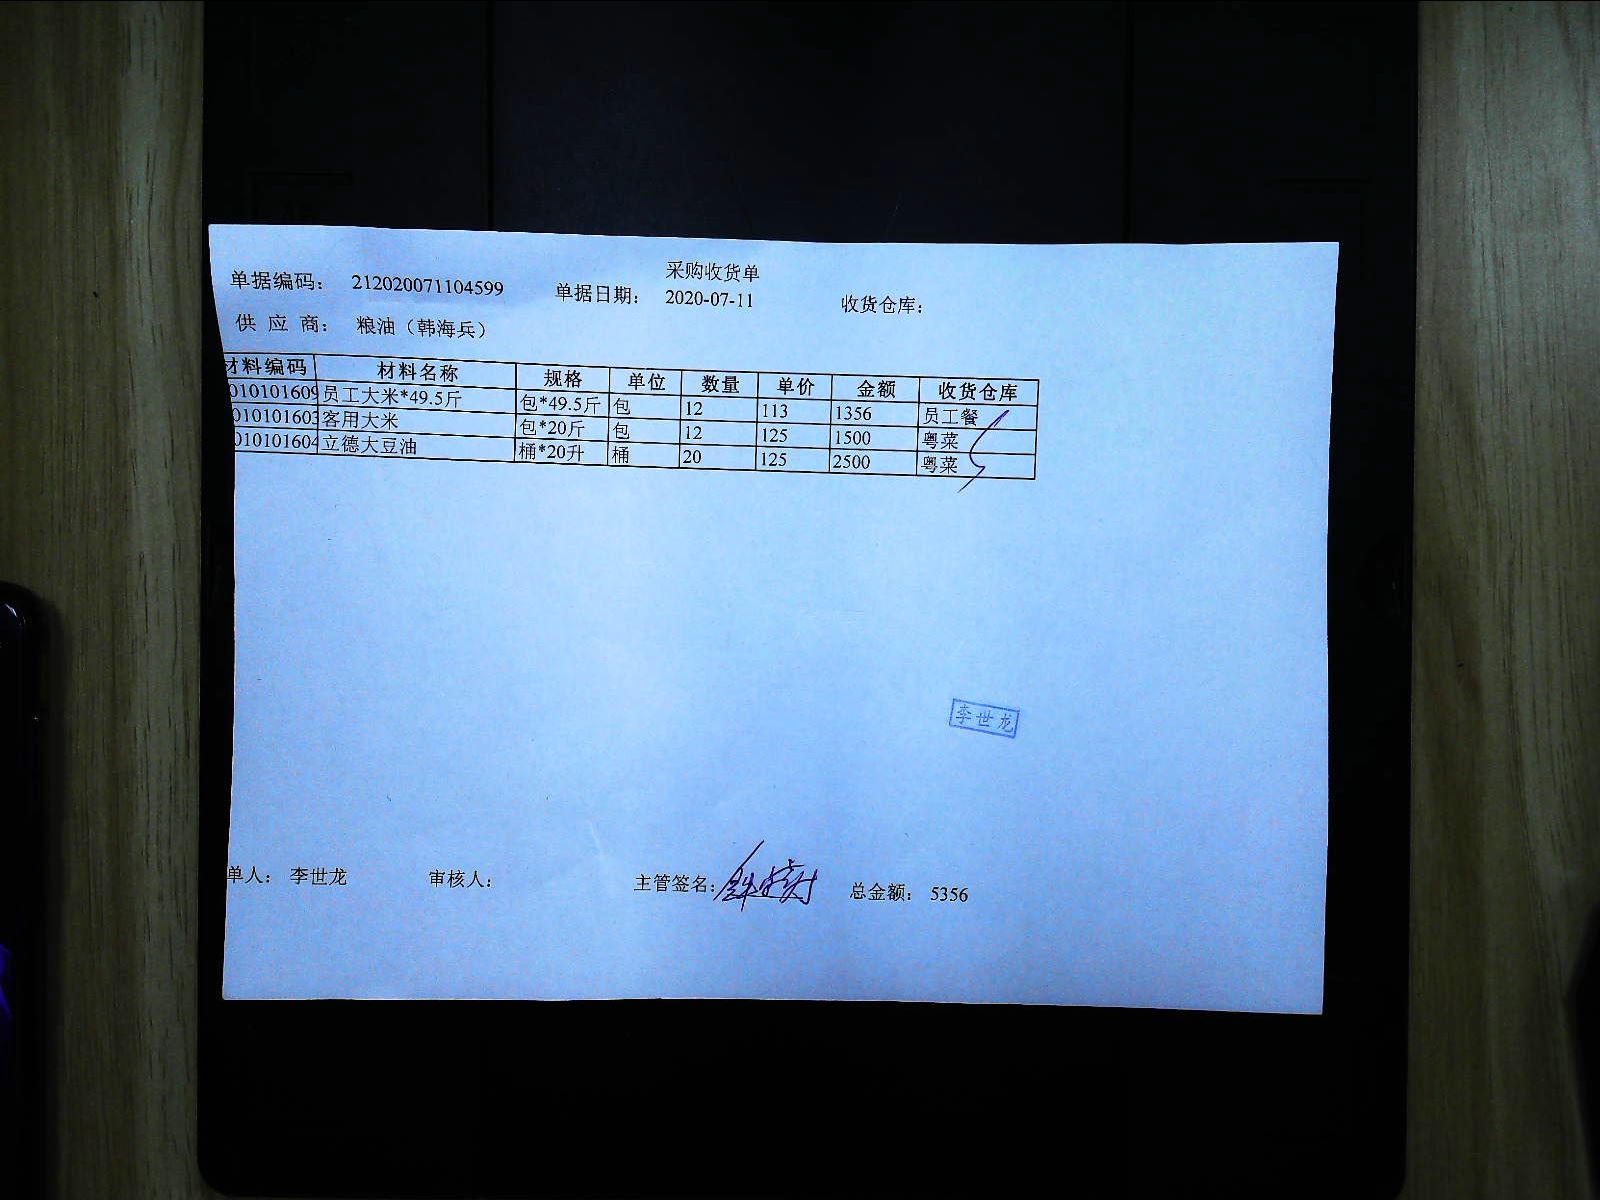 采购收货单
单据编码： 212020071104599 单据日期： 2020-07-11 收货仓库：
供 应 商： 粮油（韩海兵）
材料编码 材料名称 规格 单位 数量 单价 金额 收货仓库
010101609 员工大米*49.5斤 包*49.5斤 包 12 113 1356 员工餐
010101603 客用大米 包*20斤 包 12 125 1500 粤菜
010101604 立德大豆油 桶*20升 桶 20 125 2500 粤菜
李世龙
单人： 李世龙 审核人： 主管签名： 总金额： 5356